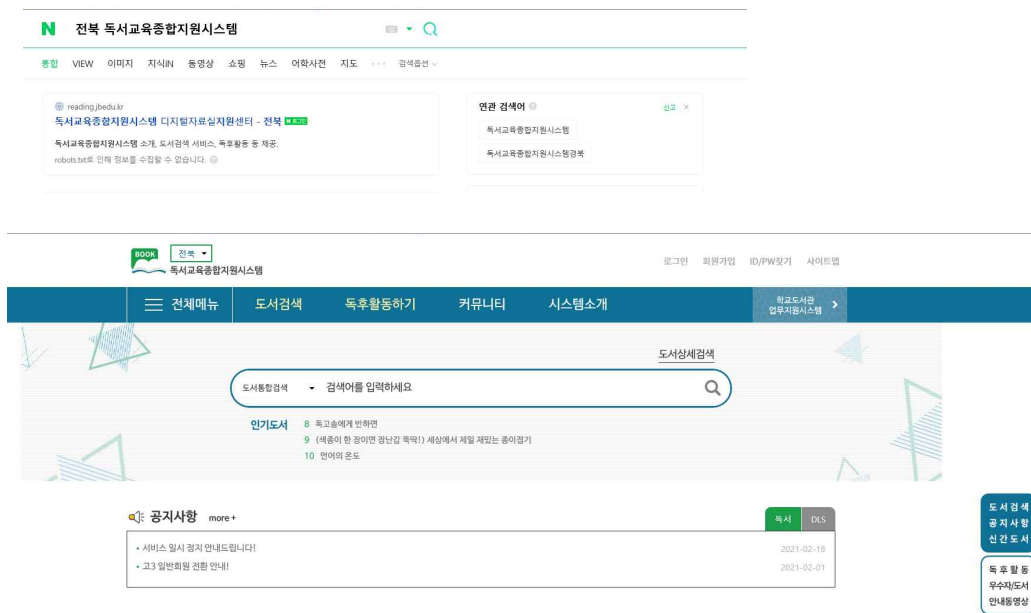 N 전북 독서교육종합지원시스템
통합 VIEW 이미지 지식iN 동영상 쇼핑 뉴스 어학사전 지도 ··· 검색옵션
reading.jbedu.kr
독서교육종합지원시스템 디지털자료실지원센터 - 전북
독서교육종합지원시스템 소개, 도서검색 서비스, 독후활동 등 제공.
robots.txt로 인해 정보를 수집할 수 없습니다.
연관 검색어 신고 ×
독서교육종합지원시스템
독서교육종합지원시스템경북
BOOK 전북
독서교육종합지원시스템
로그인 회원가입 ID/PW찾기 사이트맵
전체메뉴 도서검색 독후활동하기 커뮤니티 시스템소개
학교도서관
업무지원시스템
도서상세검색
도서통합검색 검색어를 입력하세요
인기도서 8 독고솜에게 반하면
9 (색종이 한 장이면 장난감 뚝딱!) 세상에서 제일 재밌는 종이접기
10 언어의 온도
공지사항 more +
독서 DLS
• 서비스 일시 정지 안내드립니다! 2021-02-18
• 고3 일반회원 전환 안내! 2021-02-01
도서검색
공지사항
신간도서
독후활동
우수자/도서
안내동영상